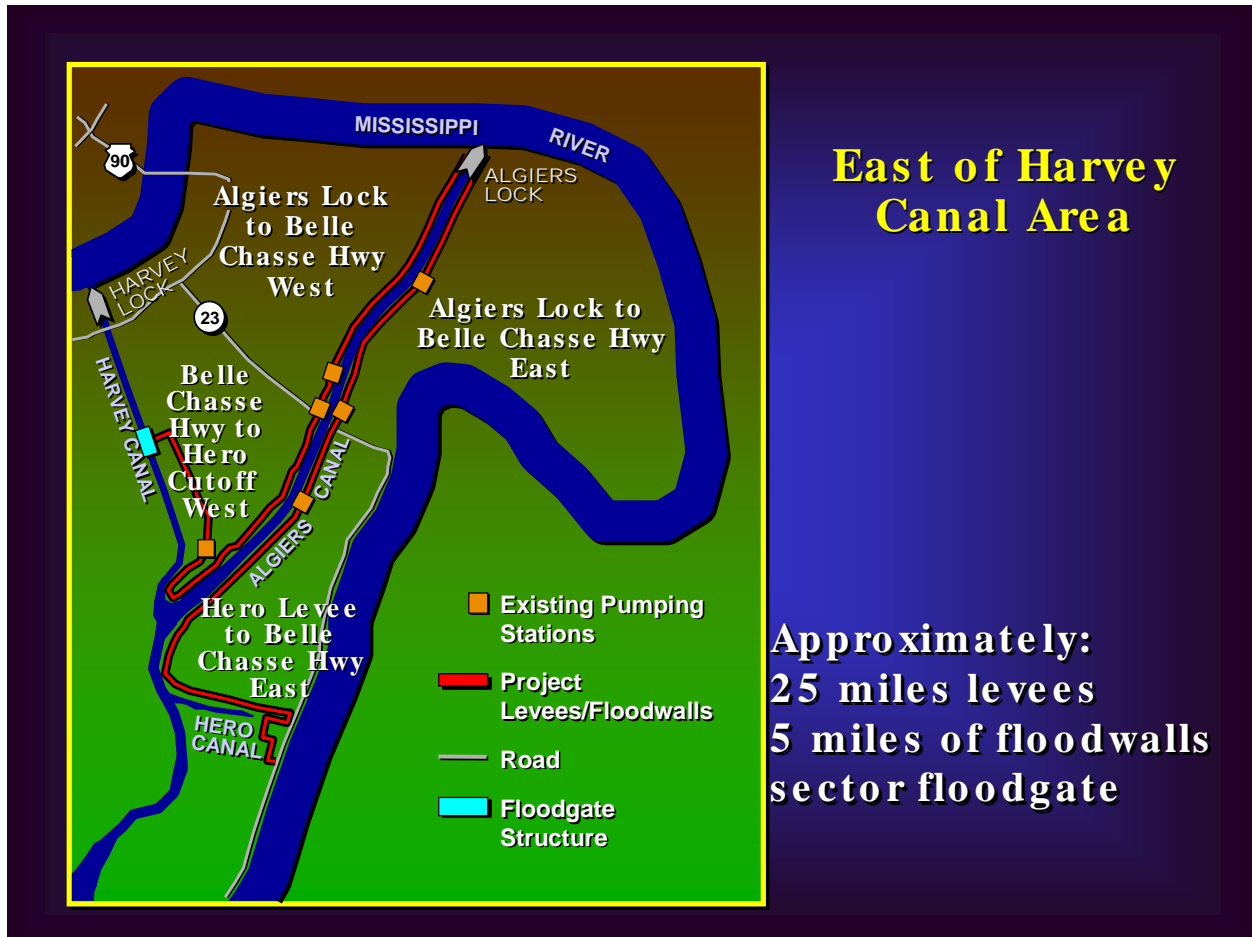 East of Harvey
Canal Area
MISSISSIPPI RIVER
90
ALGIERS
LOCK
Algiers Lock
to Belle
Chasse Hwy
West
HARVEY
LOCK
23
Algiers Lock to
Belle Chasse Hwy
East
HARVEY CANAL
Belle
Chasse
Hwy to
Hero
Cutoff
West
ALGIERS CANAL
Hero Levee
to Belle
Chasse Hwy
East
HERO
CANAL
Existing Pumping
Stations
Project
Levees/Floodwalls
Road
Floodgate
Structure
Approximately:
25 miles levees
5 miles of floodwalls
sector floodgate